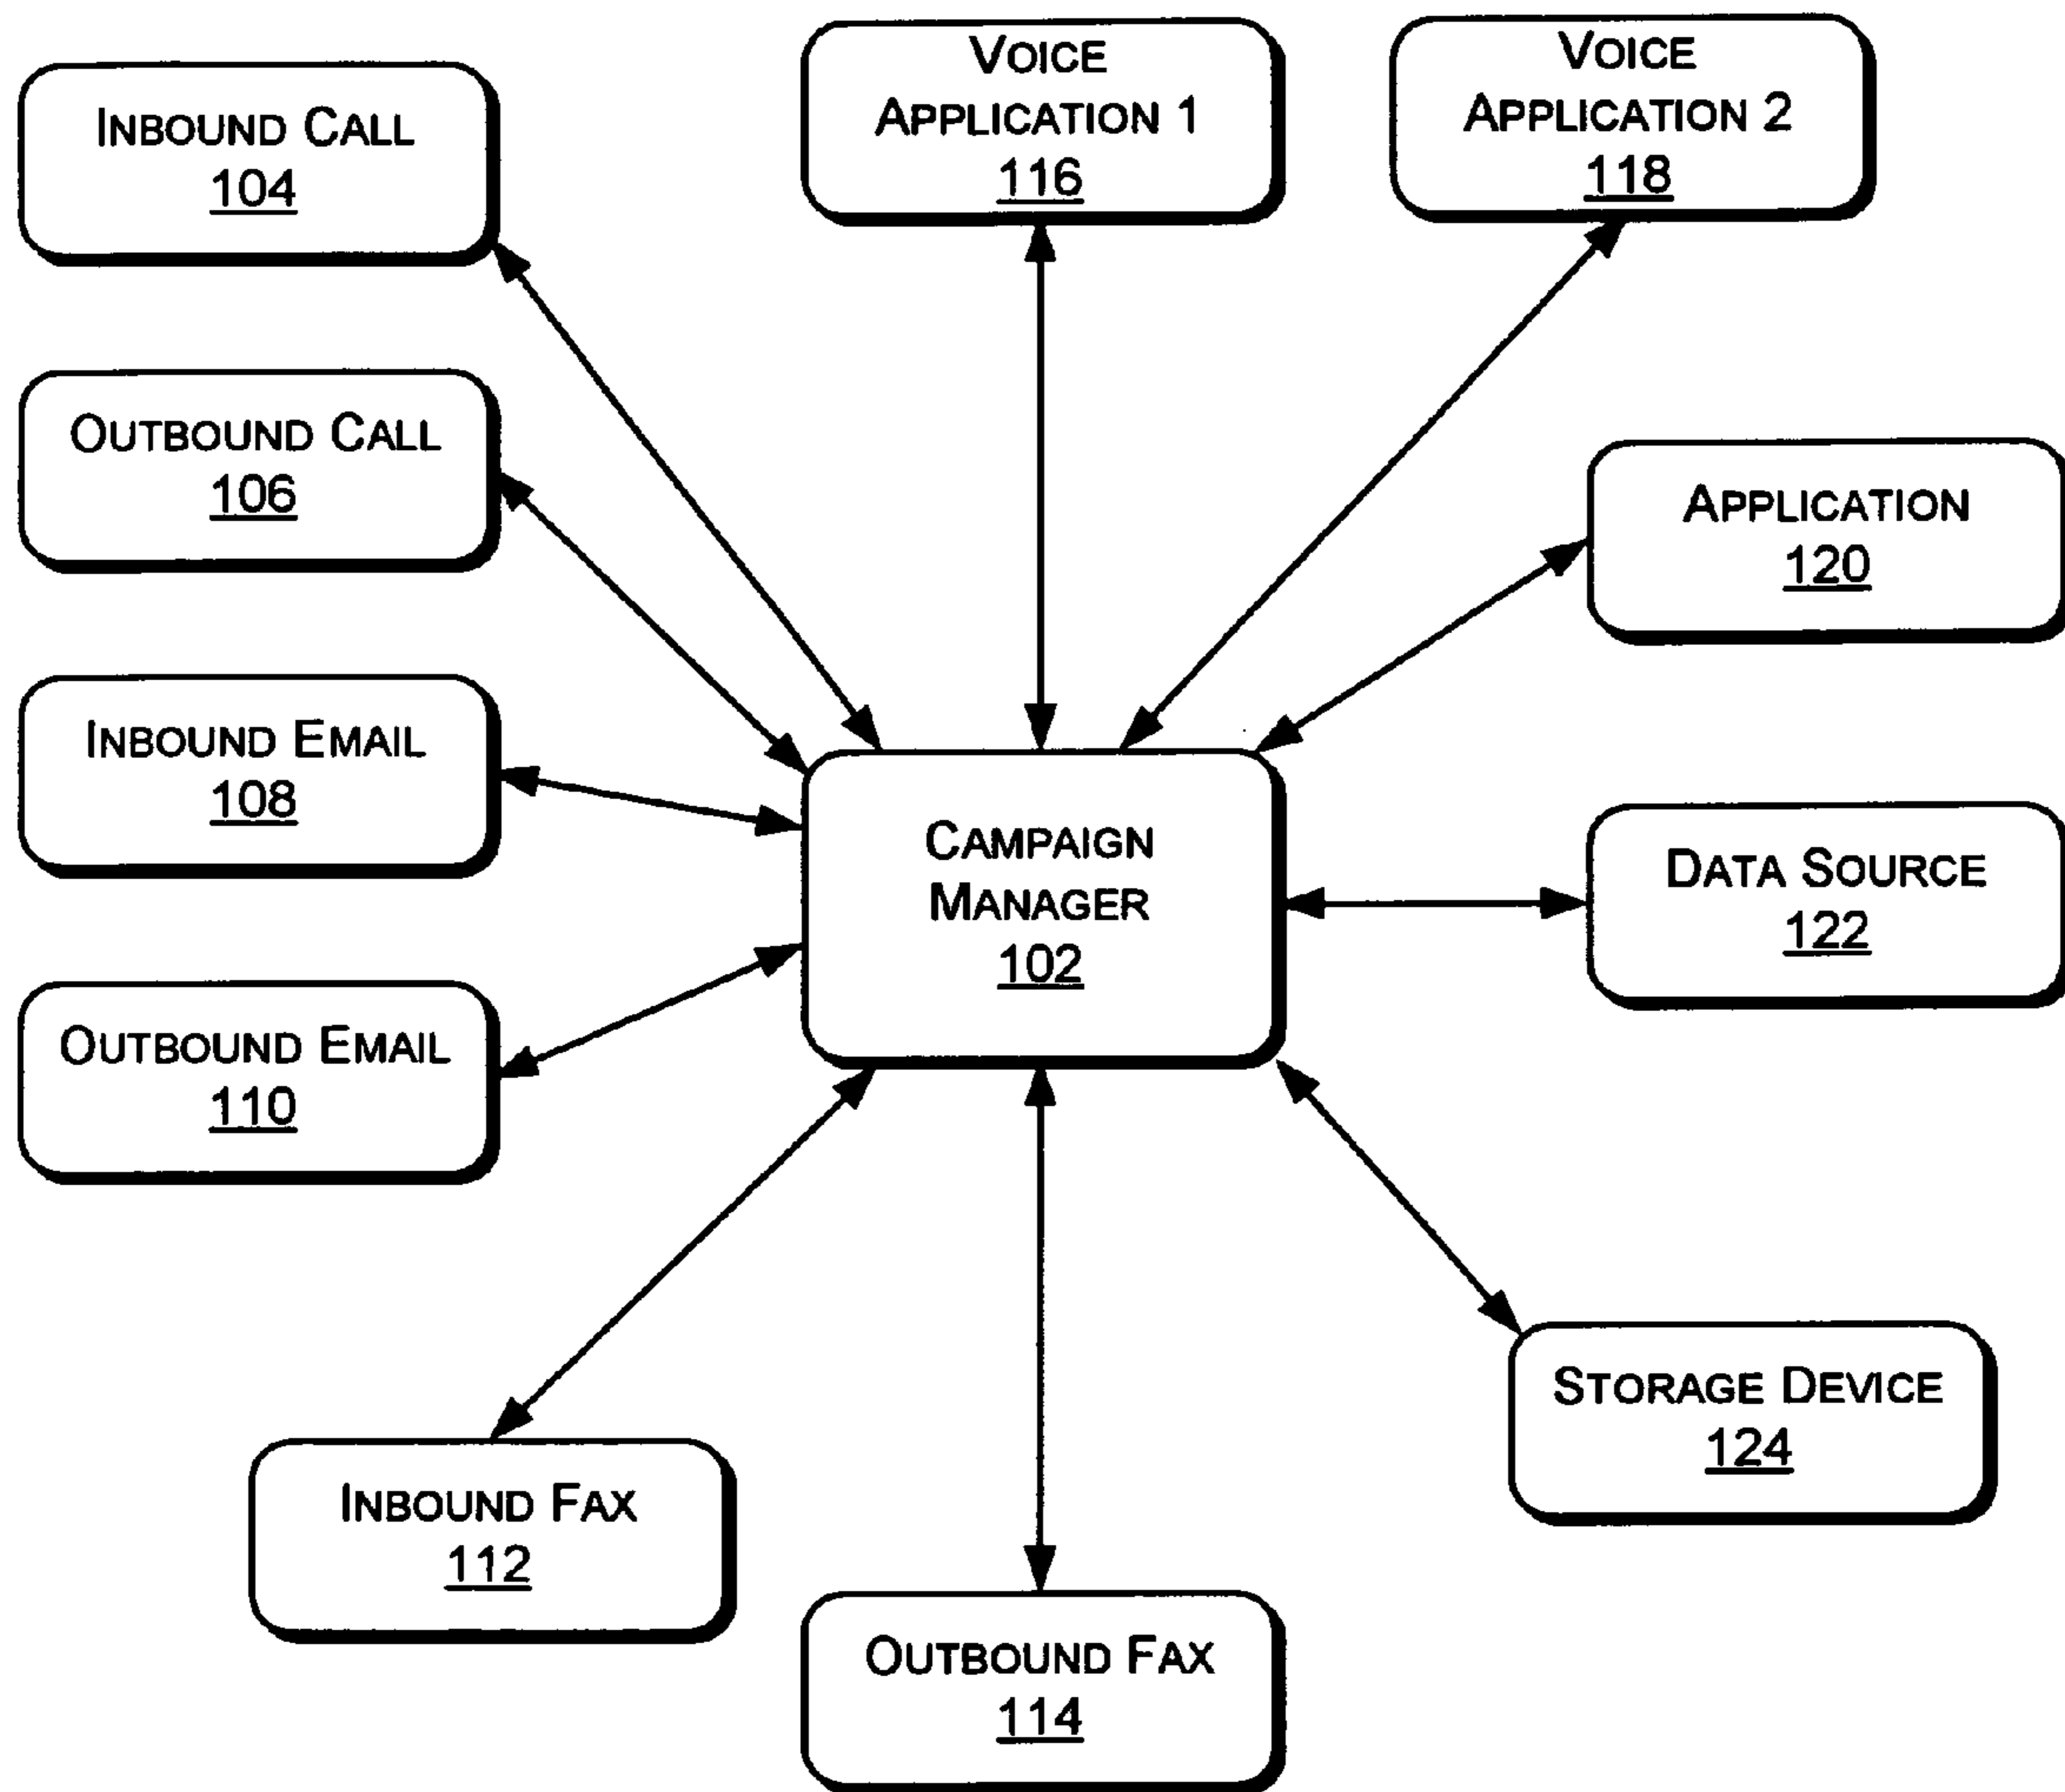 INBOUND CALL
104
VOICE
APPLICATION 1
116
VOICE
APPLICATION 2
118
OUTBOUND CALL
106
APPLICATION
120
INBOUND EMAIL
108
CAMPAIGN
MANAGER
102
DATA SOURCE
122
OUTBOUND EMAIL
110
STORAGE DEVICE
124
INBOUND FAX
112
OUTBOUND FAX
114